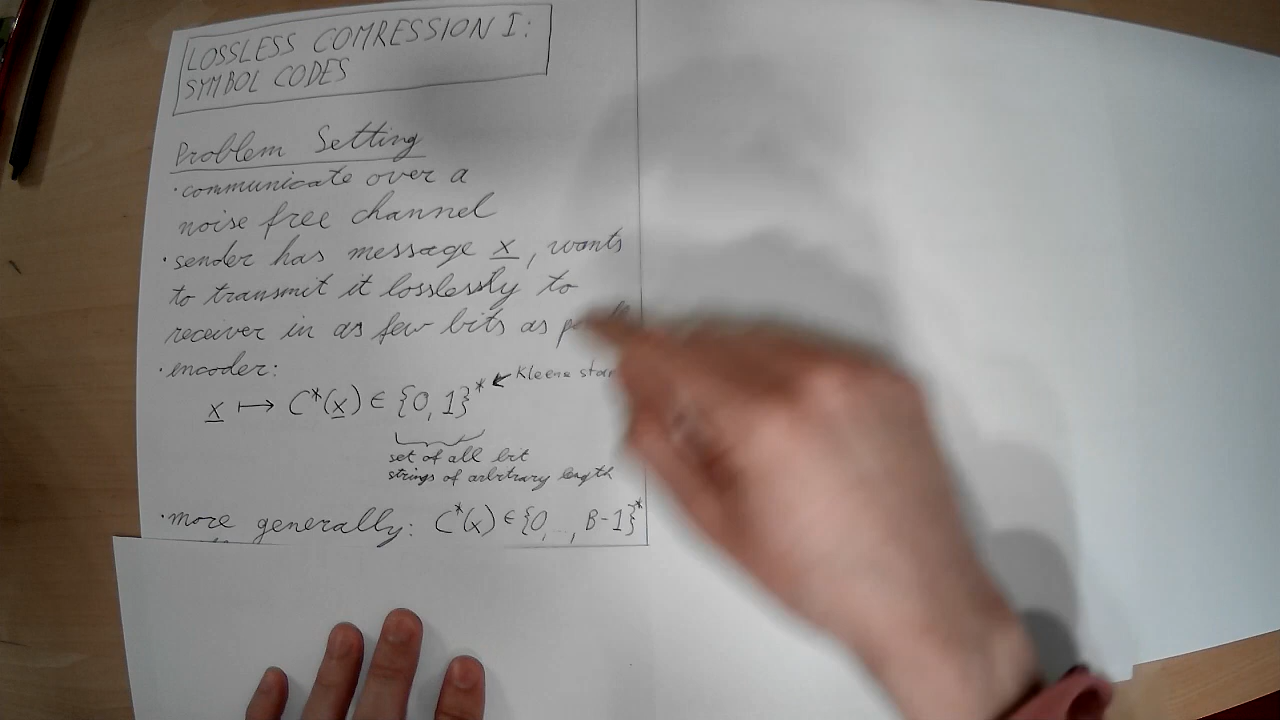 LOSSLESS COMRESSION I:
SYMBOL CODES
Problem Setting
· communicate over a
noise free channel
· sender has message x, wants
to transmit it losslessly to
receiver in as few bits as
· encoder:
x ↦ C*(x) ∈ {0, 1}* ← Kleene star
set of all bit
strings of arbitrary length
· more generally: C*(x) ∈ {0, .., B-1}*